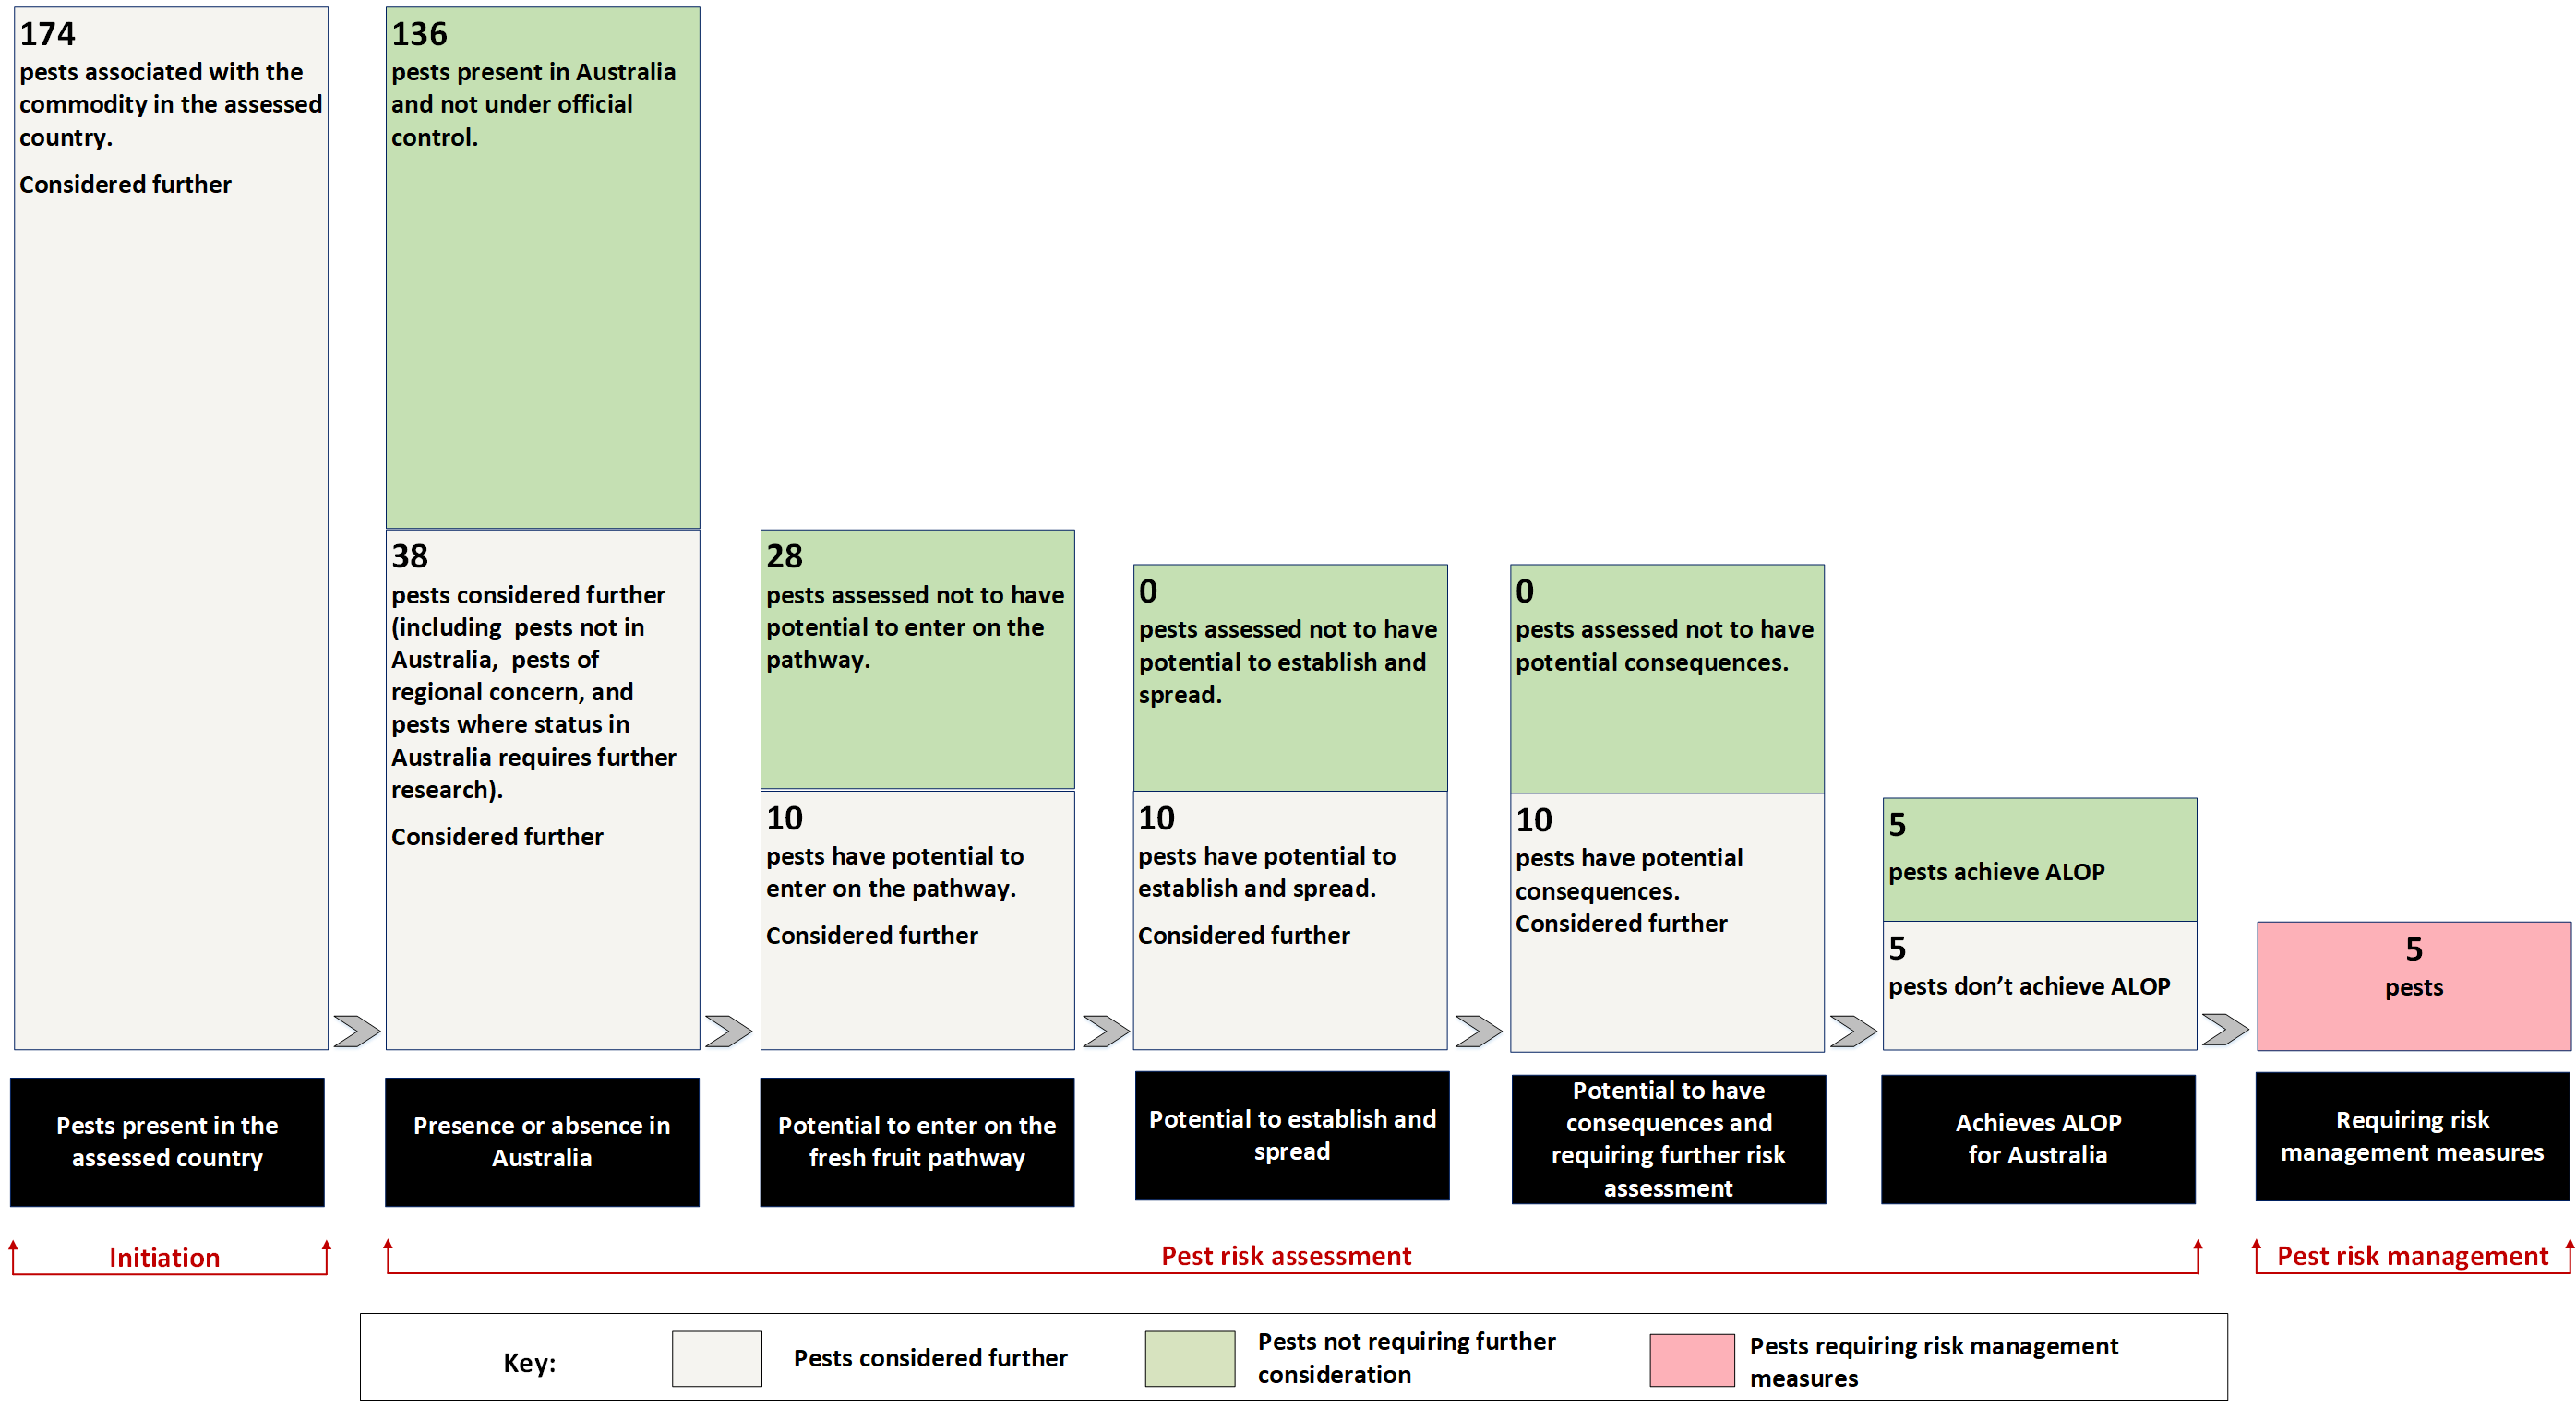 174
pests associated with the
commodity in the assessed
country.
Considered further
136
pests present in Australia
and not under official
control.
38
pests considered further
(including pests not in
Australia, pests of
regional concern, and
pests where status in
Australia requires further
research).
Considered further
28
pests assessed not to have
potential to enter on the
pathway.
10
pests have potential to
enter on the pathway.
Considered further
0
pests assessed not to have
potential to establish and
spread.
10
pests have potential to
establish and spread.
Considered further
0
pests assessed not to have
potential consequences.
10
pests have potential
consequences.
Considered further
5
pests achieve ALOP
5
pests don’t achieve ALOP
5
pests
Pests present in the
assessed country
Presence or absence in
Australia
Potential to enter on the
fresh fruit pathway
Potential to establish and
spread
Potential to have
consequences and
requiring further risk
assessment
Achieves ALOP
for Australia
Requiring risk
management measures
Initiation
Pest risk assessment
Pest risk management
Key:
Pests considered further
Pests not requiring further
consideration
Pests requiring risk management
measures